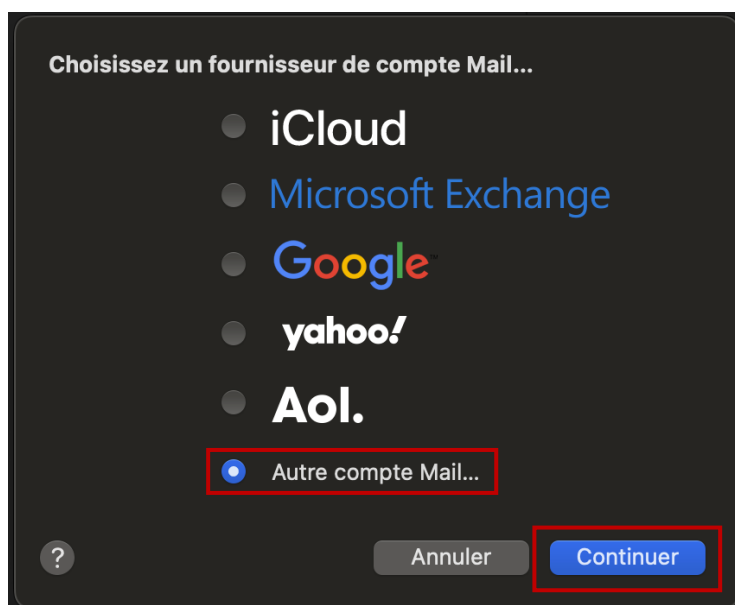 Choisissez un fournisseur de compte Mail...
iCloud
Microsoft Exchange
Google
yahoo!
Aol.
Autre compte Mail...
?
Annuler
Continuer